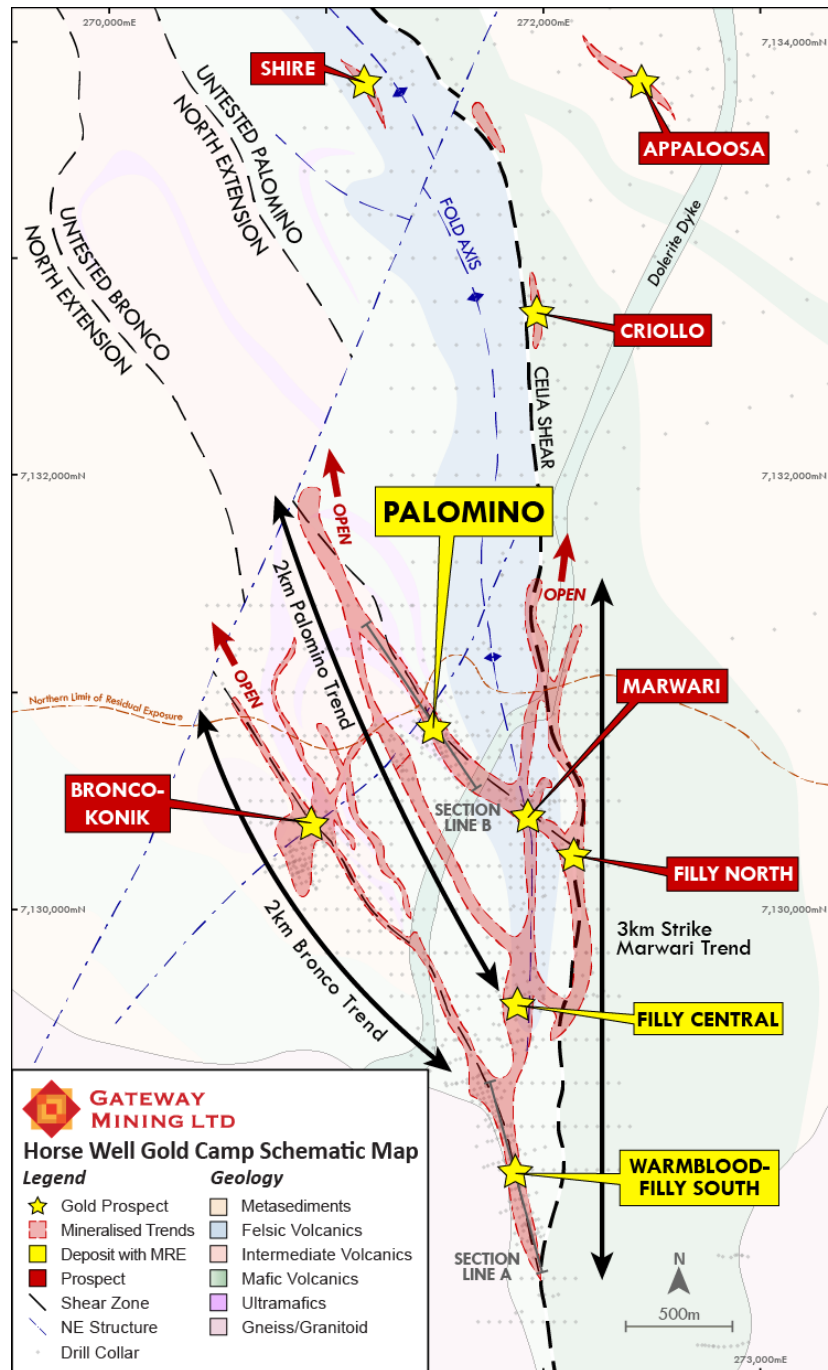 270,000mE
272,000mE
7,134,000mN
SHIRE
APPALOOSA
UNTESTED PALOMINO
NORTH EXTENSION
UNTESTED BRONCO
NORTH EXTENSION
FOLD AXIS
Dolerite Dyke
CRIOLLO
CELIA SHEAR
7,132,000mN
7,132,000mN
OPEN
PALOMINO
OPEN
2km Palomino Trend
OPEN
MARWARI
Northern Limit of Residual Exposure
BRONCO-
KONIK
SECTION
LINE B
FILLY NORTH
7,130,000mN
7,130,000mN
3km Strike
Marwari Trend
2km Bronco Trend
FILLY CENTRAL
GATEWAY
MINING LTD
Horse Well Gold Camp Schematic Map
Legend
Gold Prospect
Mineralised Trends
Deposit with MRE
Prospect
Shear Zone
NE Structure
Drill Collar
Geology
Metasediments
Felsic Volcanics
Intermediate Volcanics
Mafic Volcanics
Ultramafics
Gneiss/Granitoid
WARMBLOOD-
FILLY SOUTH
SECTION
LINE A
N
500m
273,000mE